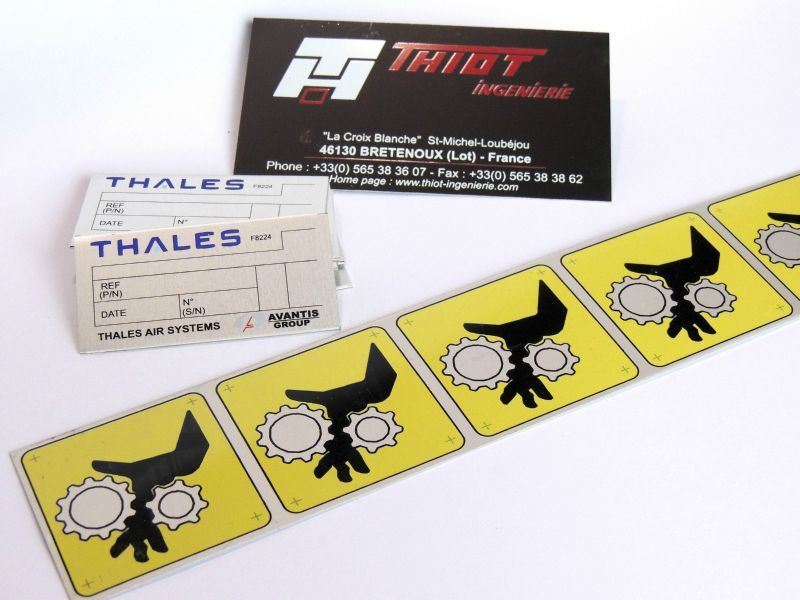 THIOT
INGENIERIE
"La Croix Blanche" St-Michel-Loubéjou
46130 BRETENOUX (Lot) - France
Phone : +33(0) 565 38 36 07 - Fax : +33(0) 565 38 38 62
Home page : www.thiot-ingenierie.com
THALES F8224
REF
(P/N)
DATE N°
THALES F8224
REF
(P/N)
DATE N°
(S/N)
THALES AIR SYSTEMS AVANTIS
GROUP